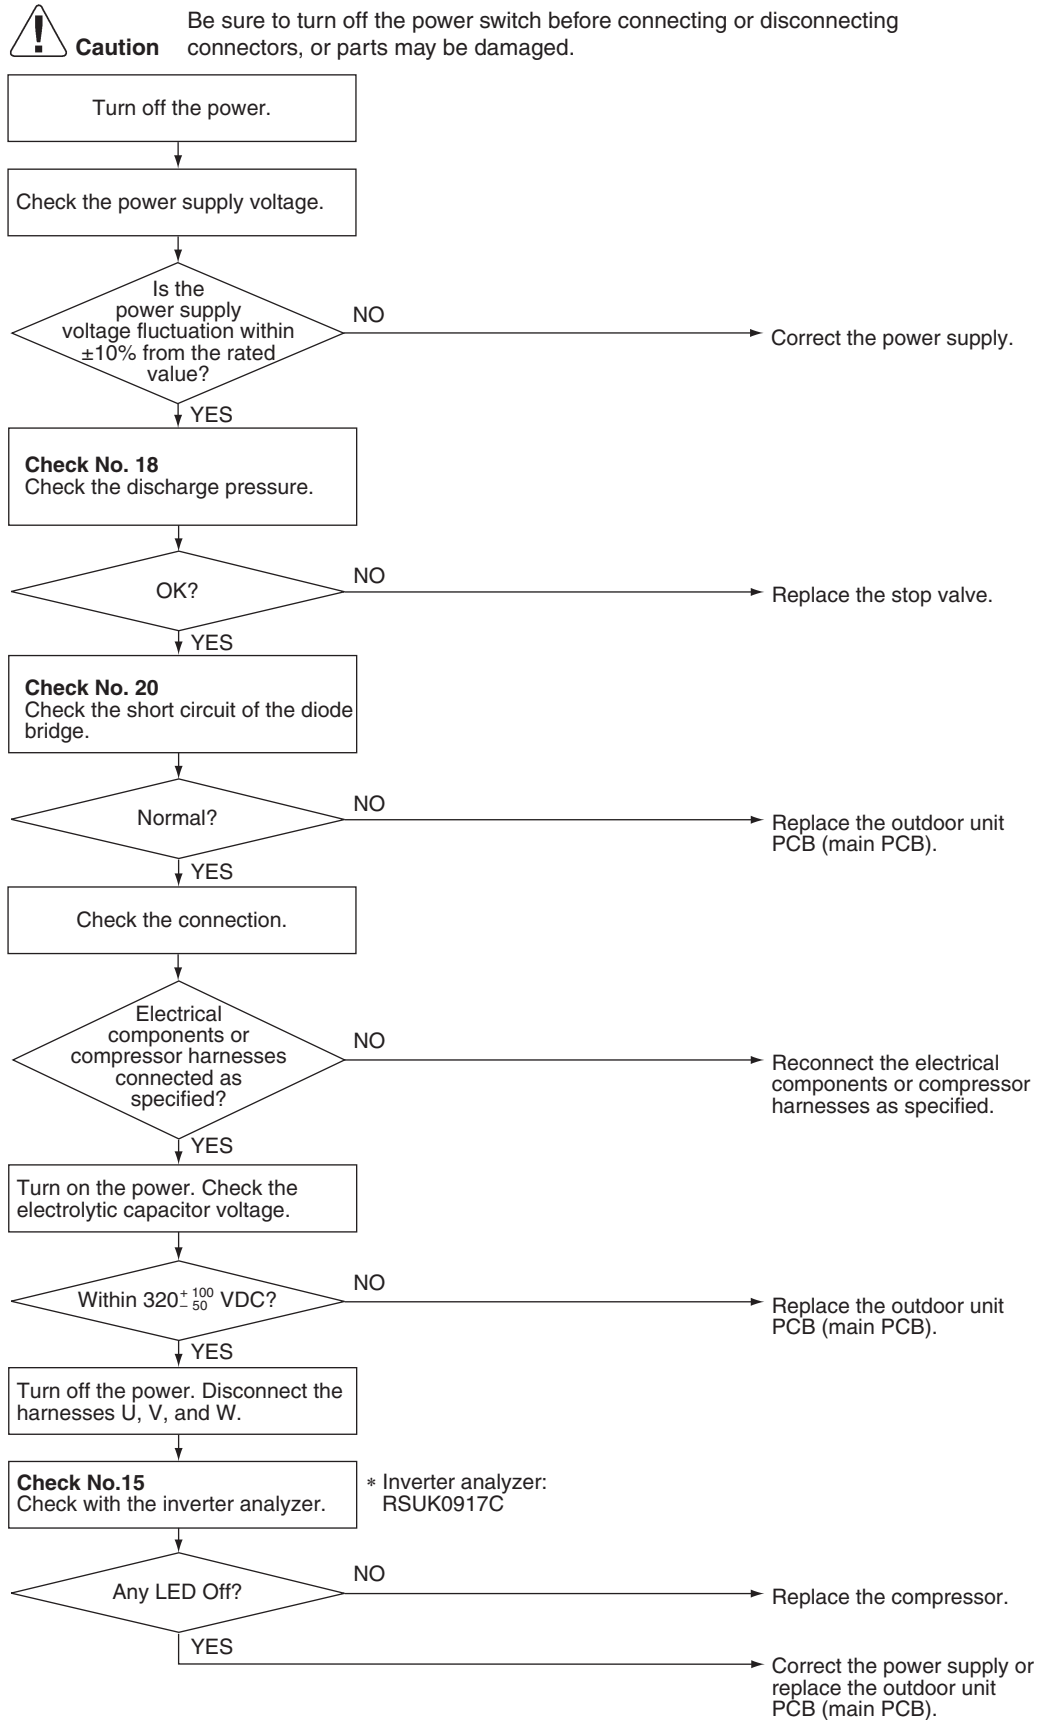 Be sure to turn off the power switch before connecting or disconnecting
Caution connectors, or parts may be damaged.
Turn off the power.
Check the power supply voltage.
Is the
power supply
voltage fluctuation within
±10% from the rated
value?
NO
Correct the power supply.
YES
Check No. 18
Check the discharge pressure.
OK?
NO
Replace the stop valve.
YES
Check No. 20
Check the short circuit of the diode
bridge.
Normal?
NO
Replace the outdoor unit
PCB (main PCB).
YES
Check the connection.
Electrical
components or
compressor harnesses
connected as
specified?
NO
Reconnect the electrical
components or compressor
harnesses as specified.
YES
Turn on the power. Check the
electrolytic capacitor voltage.
Within 320 + 100 − 50 VDC?
NO
Replace the outdoor unit
PCB (main PCB).
YES
Turn off the power. Disconnect the
harnesses U, V, and W.
Check No.15
Check with the inverter analyzer.
* Inverter analyzer:
RSUK0917C
Any LED Off?
NO
Replace the compressor.
YES
Correct the power supply or
replace the outdoor unit
PCB (main PCB).